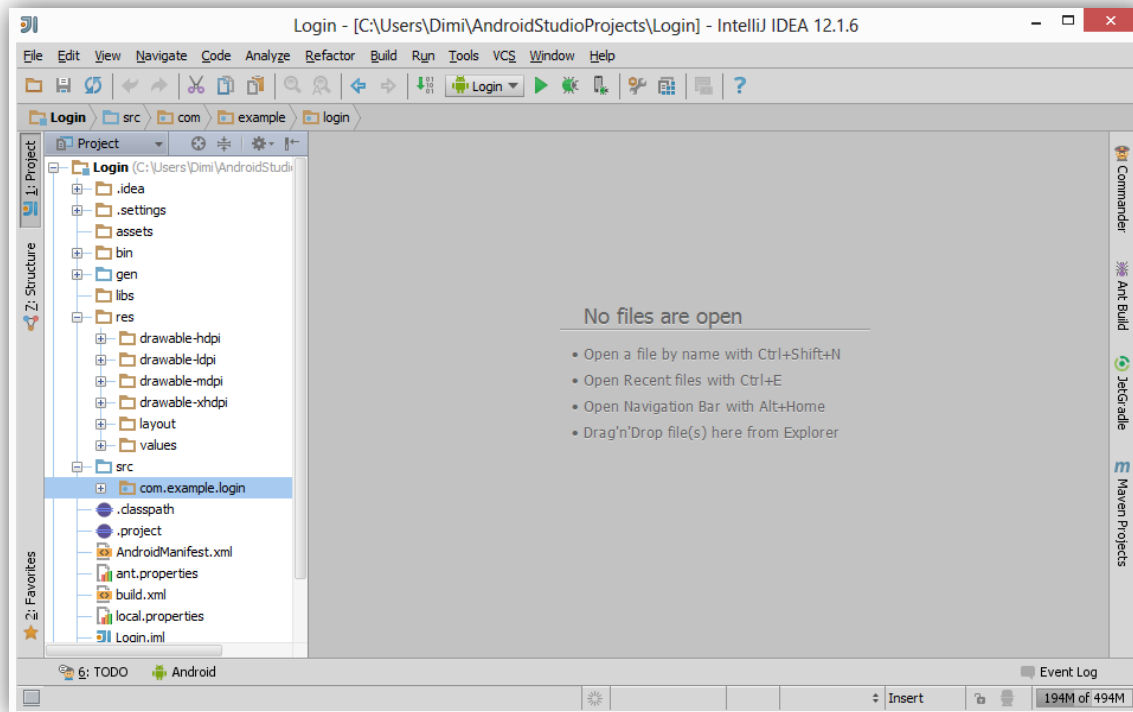 Login - [C:\Users\Dimi\AndroidStudioProjects\Login] - IntelliJ IDEA 12.1.6
File Edit View Navigate Code Analyze Refactor Build Run Tools VCS Window Help
Login
?
Login src com example login
1: Project
Z: Structure
2: Favorites
Project
Login (C:\Users\Dimi\AndroidStudi
.idea
.settings
assets
bin
gen
libs
res
drawable-hdpi
drawable-ldpi
drawable-mdpi
drawable-xhdpi
layout
values
src
com.example.login
.classpath
.project
AndroidManifest.xml
ant.properties
build.xml
local.properties
Login.iml
No files are open
• Open a file by name with Ctrl+Shift+N
• Open Recent files with Ctrl+E
• Open Navigation Bar with Alt+Home
• Drag'n'Drop file(s) here from Explorer
Commander
Ant Build
JetGradle
m Maven Projects
6: TODO Android Event Log
Insert 194M of 494M